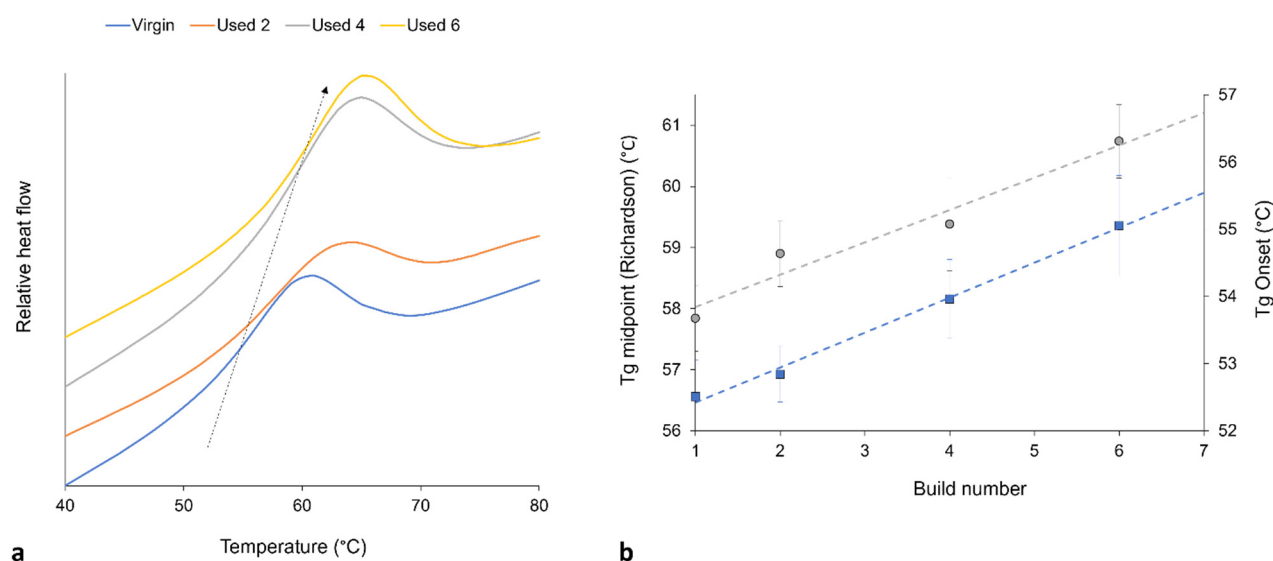 Virgin Used 2 Used 4 Used 6
Relative heat flow
40 50 60 70 80
Temperature (°C)
a
Tg midpoint (Richardson) (°C)
61
60
59
58
57
56
57
56
55
54
53
52
Tg Onset (°C)
1 2 3 4 5 6 7
Build number
b